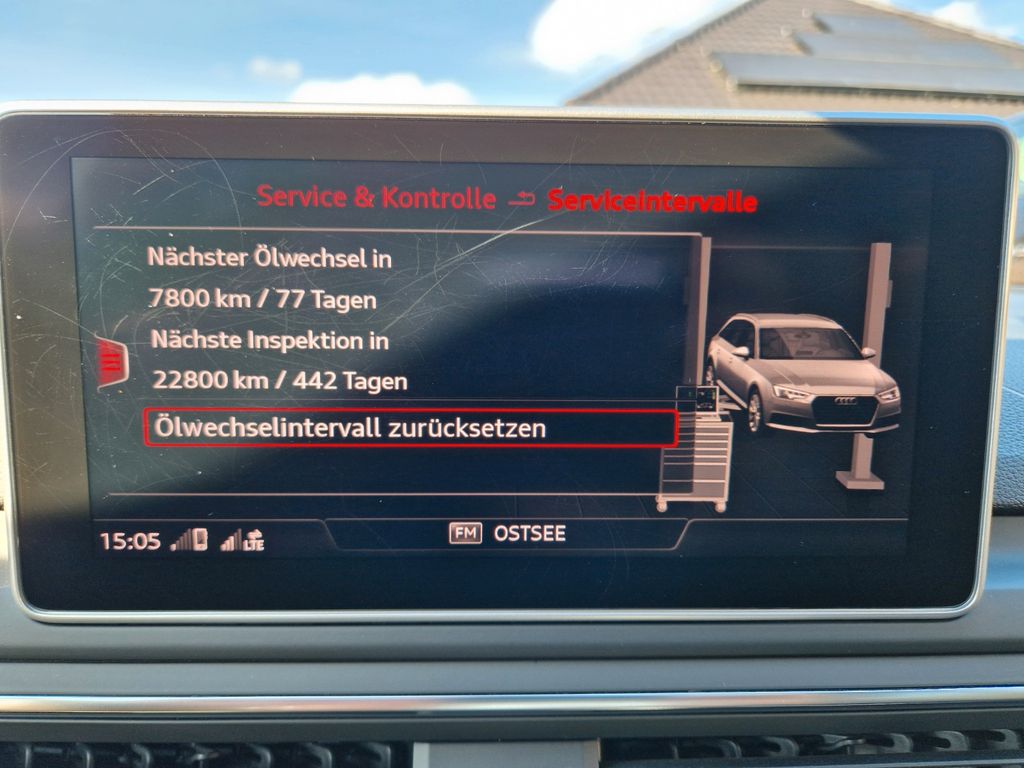 Service & Kontrolle Serviceintervalle
Nächster Ölwechsel in
7800 km / 77 Tagen
Nächste Inspektion in
22800 km / 442 Tagen
Ölwechselintervall zurücksetzen
15:05 LTE FM OSTSEE